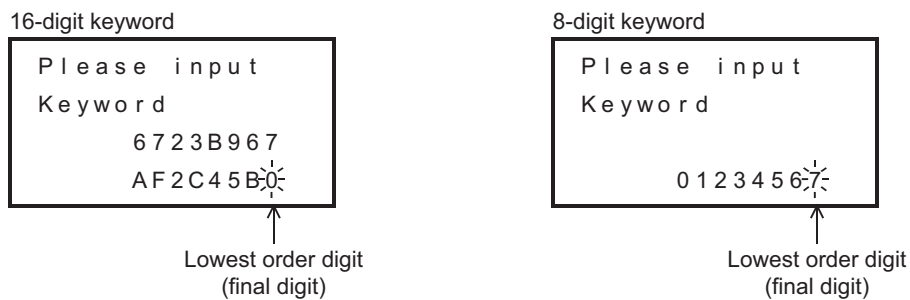 16-digit keyword
Please input
Keyword
6723B967
AF2C45B0
Lowest order digit
(final digit)
8-digit keyword
Please input
Keyword
01234567
Lowest order digit
(final digit)